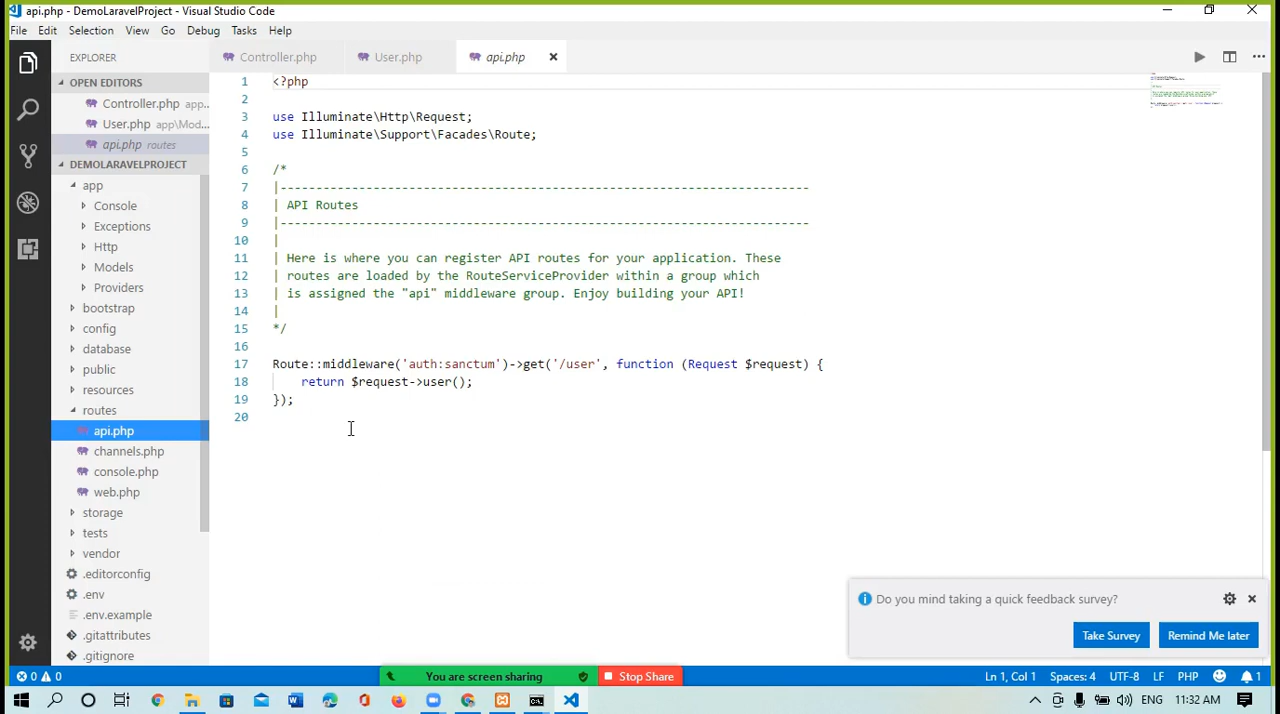 api.php - DemoLaravelProject - Visual Studio Code
File Edit Selection View Go Debug Tasks Help
EXPLORER
Controller.php User.php api.php
OPEN EDITORS
Controller.php app...
User.php app\Mod...
api.php routes
DEMOLARAVELPROJECT
app
Console
Exceptions
Http
Models
Providers
bootstrap
config
database
public
resources
routes
api.php
channels.php
console.php
web.php
storage
tests
vendor
.editorconfig
.env
.env.example
.gitattributes
.gitignore
1 <?php
2
3 use Illuminate\Http\Request;
4 use Illuminate\Support\Facades\Route;
5
6 /*
7 |--------------------------------------------------------------------------
8 | API Routes
9 |--------------------------------------------------------------------------
10 |
11 | Here is where you can register API routes for your application. These
12 | routes are loaded by the RouteServiceProvider within a group which
13 | is assigned the "api" middleware group. Enjoy building your API!
14 |
15 */
16
17 Route::middleware('auth:sanctum')->get('/user', function (Request $request) {
18 return $request->user();
19 });
20
Do you mind taking a quick feedback survey?
Take Survey Remind Me later
0 0 You are screen sharing Stop Share Ln 1, Col 1 Spaces: 4 UTF-8 LF PHP 1
ENG 11:32 AM